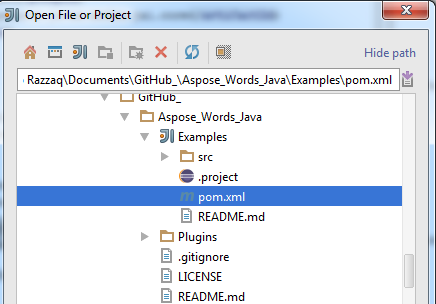 Open File or Project
Hide path
Razzaq\Documents\GitHub_\Aspose_Words_Java\Examples\pom.xml
GitHub_
Aspose_Words_Java
Examples
src
.project
pom.xml
README.md
Plugins
.gitignore
LICENSE
README.md